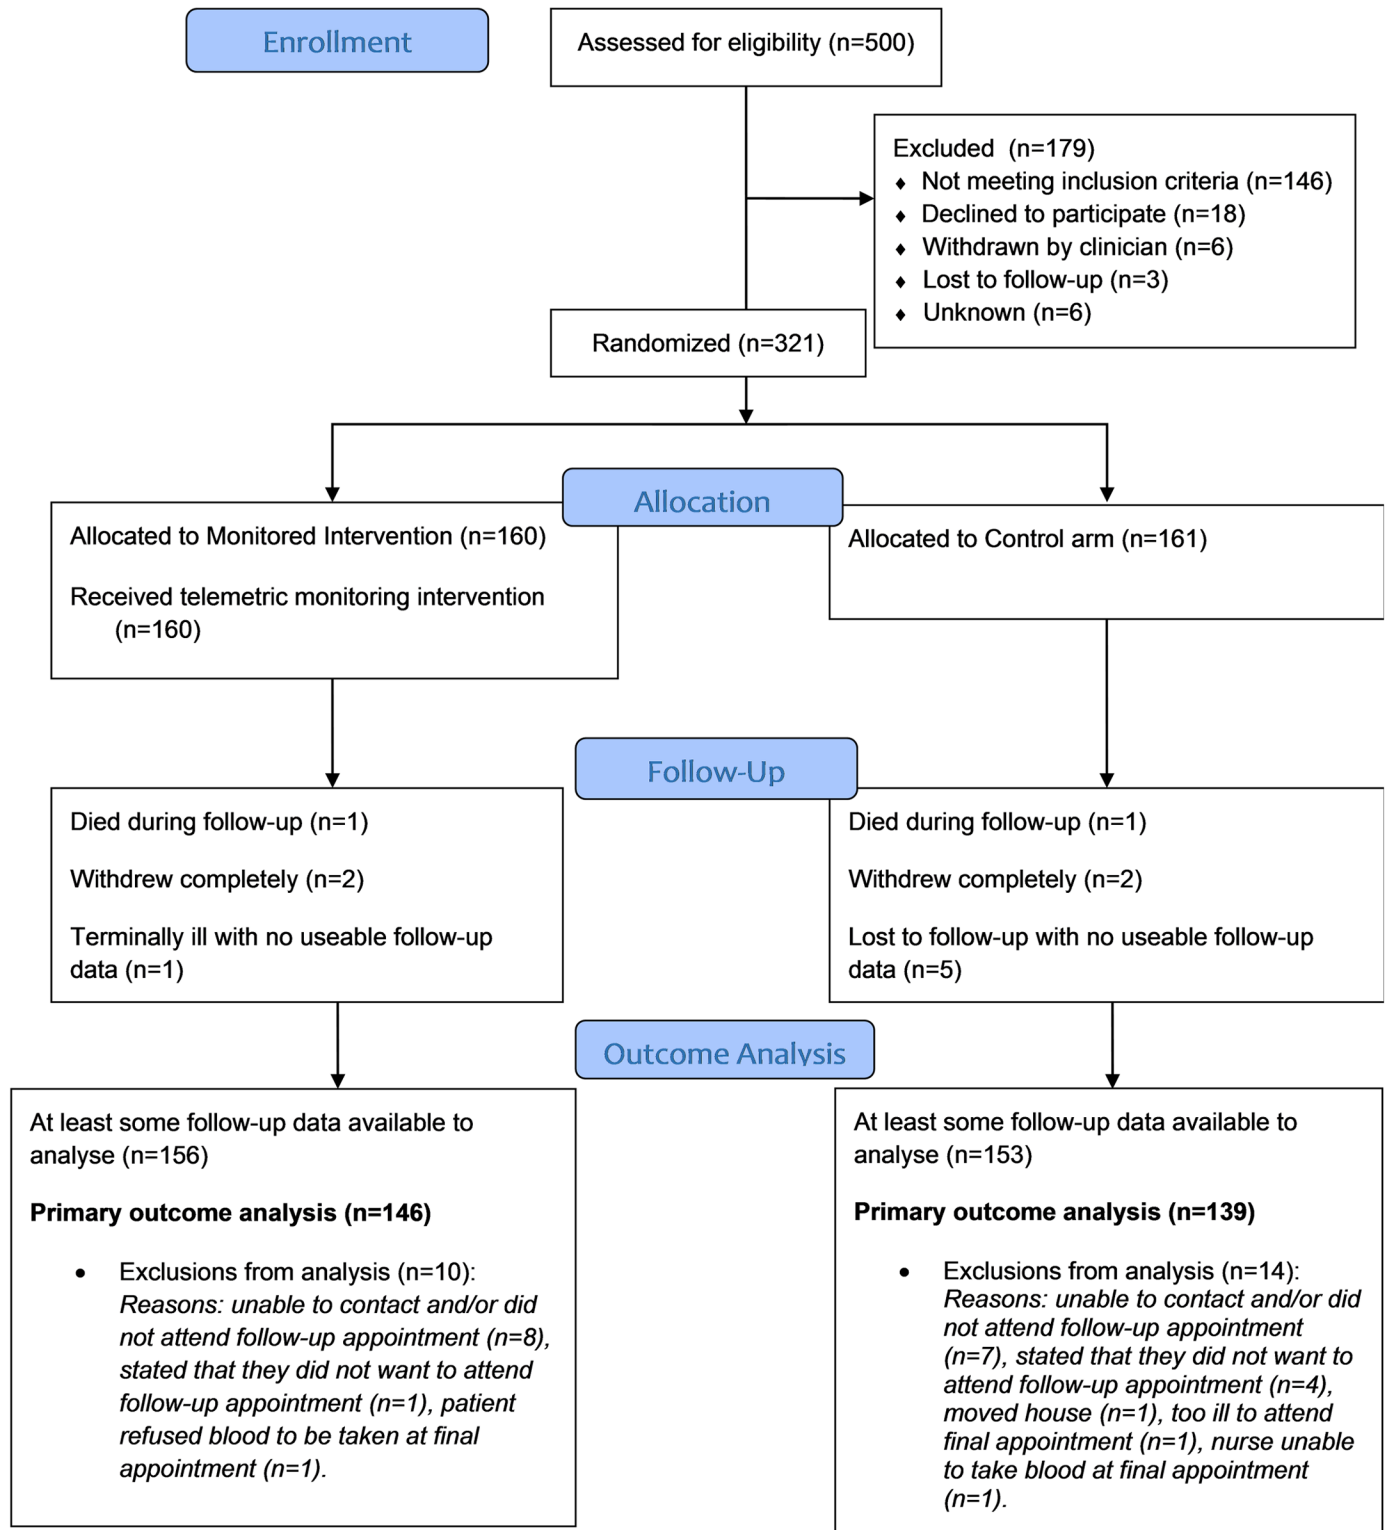 Enrollment
Assessed for eligibility (n=500)
Excluded  (n=179)
♦ Not meeting inclusion criteria (n=146)
♦ Declined to participate (n=18)
♦ Withdrawn by clinician (n=6)
♦ Lost to follow-up (n=3)
♦ Unknown (n=6)
Randomized (n=321)
Allocation
Allocated to Monitored Intervention (n=160)
Received telemetric monitoring intervention
(n=160)
Allocated to Control arm (n=161)
Follow-Up
Died during follow-up (n=1)
Withdrew completely (n=2)
Terminally ill with no useable follow-up
data (n=1)
Died during follow-up (n=1)
Withdrew completely (n=2)
Lost to follow-up with no useable follow-up
data (n=5)
Outcome Analysis
At least some follow-up data available to
analyse (n=156)
Primary outcome analysis (n=146)
• Exclusions from analysis (n=10):
Reasons: unable to contact and/or did
not attend follow-up appointment (n=8),
stated that they did not want to attend
follow-up appointment (n=1), patient
refused blood to be taken at final
appointment (n=1).
At least some follow-up data available to
analyse (n=153)
Primary outcome analysis (n=139)
• Exclusions from analysis (n=14):
Reasons: unable to contact and/or did
not attend follow-up appointment
(n=7), stated that they did not want to
attend follow-up appointment (n=4),
moved house (n=1), too ill to attend
final appointment (n=1), nurse unable
to take blood at final appointment
(n=1).